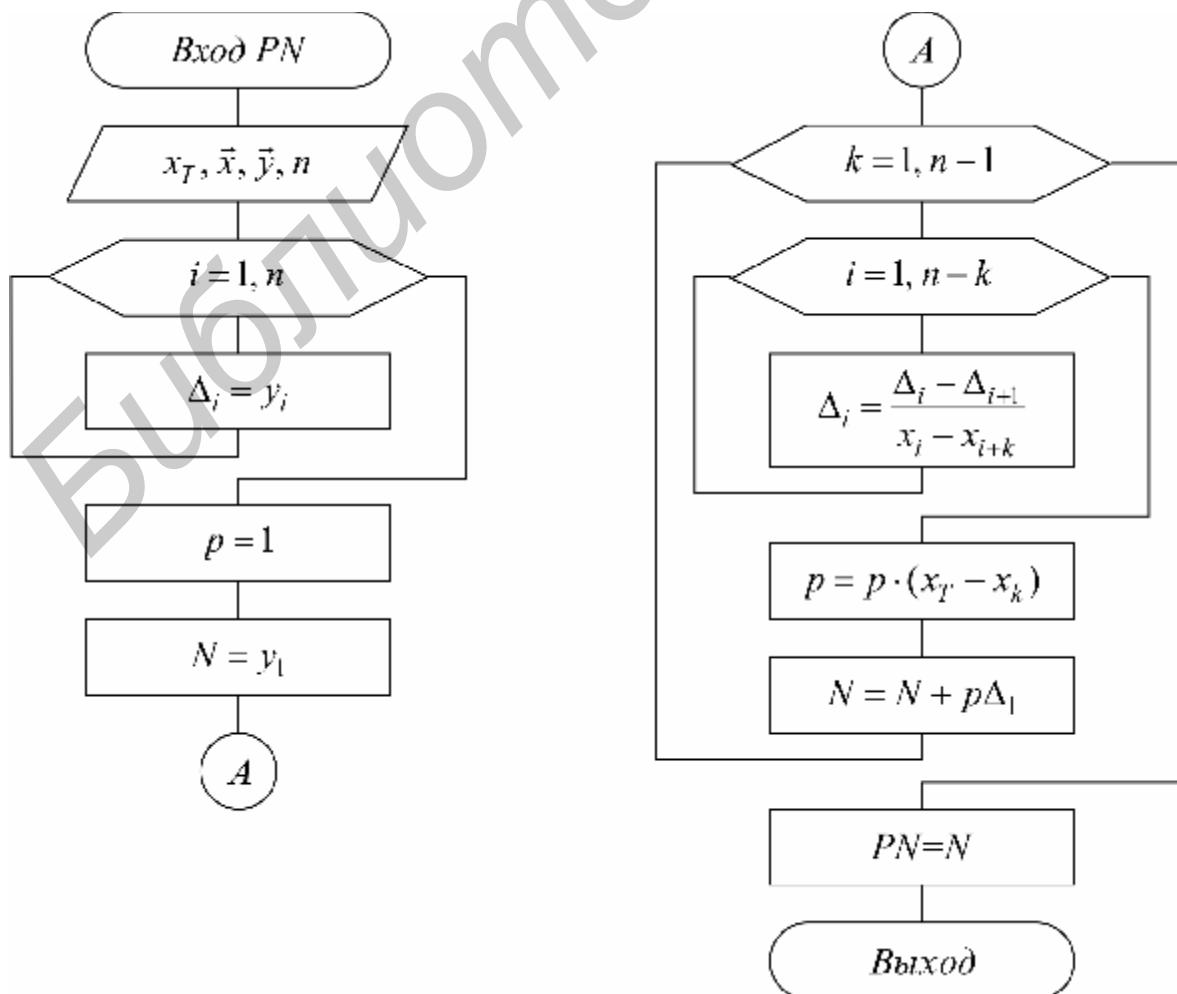 Вход PN
x_T, x⃗, y⃗, n
i = 1, n
Δ_i = y_i
p = 1
N = y_1
A
A
k = 1, n − 1
i = 1, n − k
Δ_i = (Δ_i − Δ_{i+1}) / (x_i − x_{i+k})
p = p · (x_T − x_k)
N = N + pΔ_1
PN=N
Выход
Библиоте